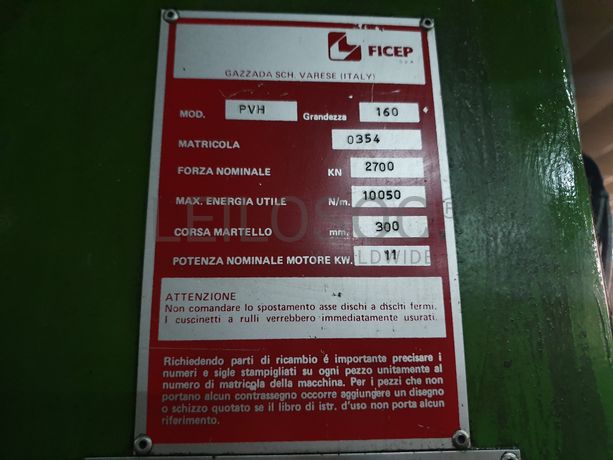 FICEP
S.P.A.
GAZZADA SCH. VARESE (ITALY)
MOD. PVH Grandezza 160
MATRICOLA 0354
FORZA NOMINALE KN 2700
MAX. ENERGIA UTILE N/m. 10050
CORSA MARTELLO mm. 300
POTENZA NOMINALE MOTORE KW. 11
LEILOSOC
WORLDWIDE
ATTENZIONE
Non comandare lo spostamento asse dischi a dischi fermi.
I cuscinetti a rulli verrebbero immediatamente usurati.
Richiedendo parti di ricambio é importante precisare i
numeri e sigle stampigliati su ogni pezzo unitamente al
numero di matricola della macchina. Per i pezzi che non
portano alcun contrassegno occorre aggiungere un disegno
o schizzo quotato se il libro di istr. d'uso non porta alcun
riferimento.